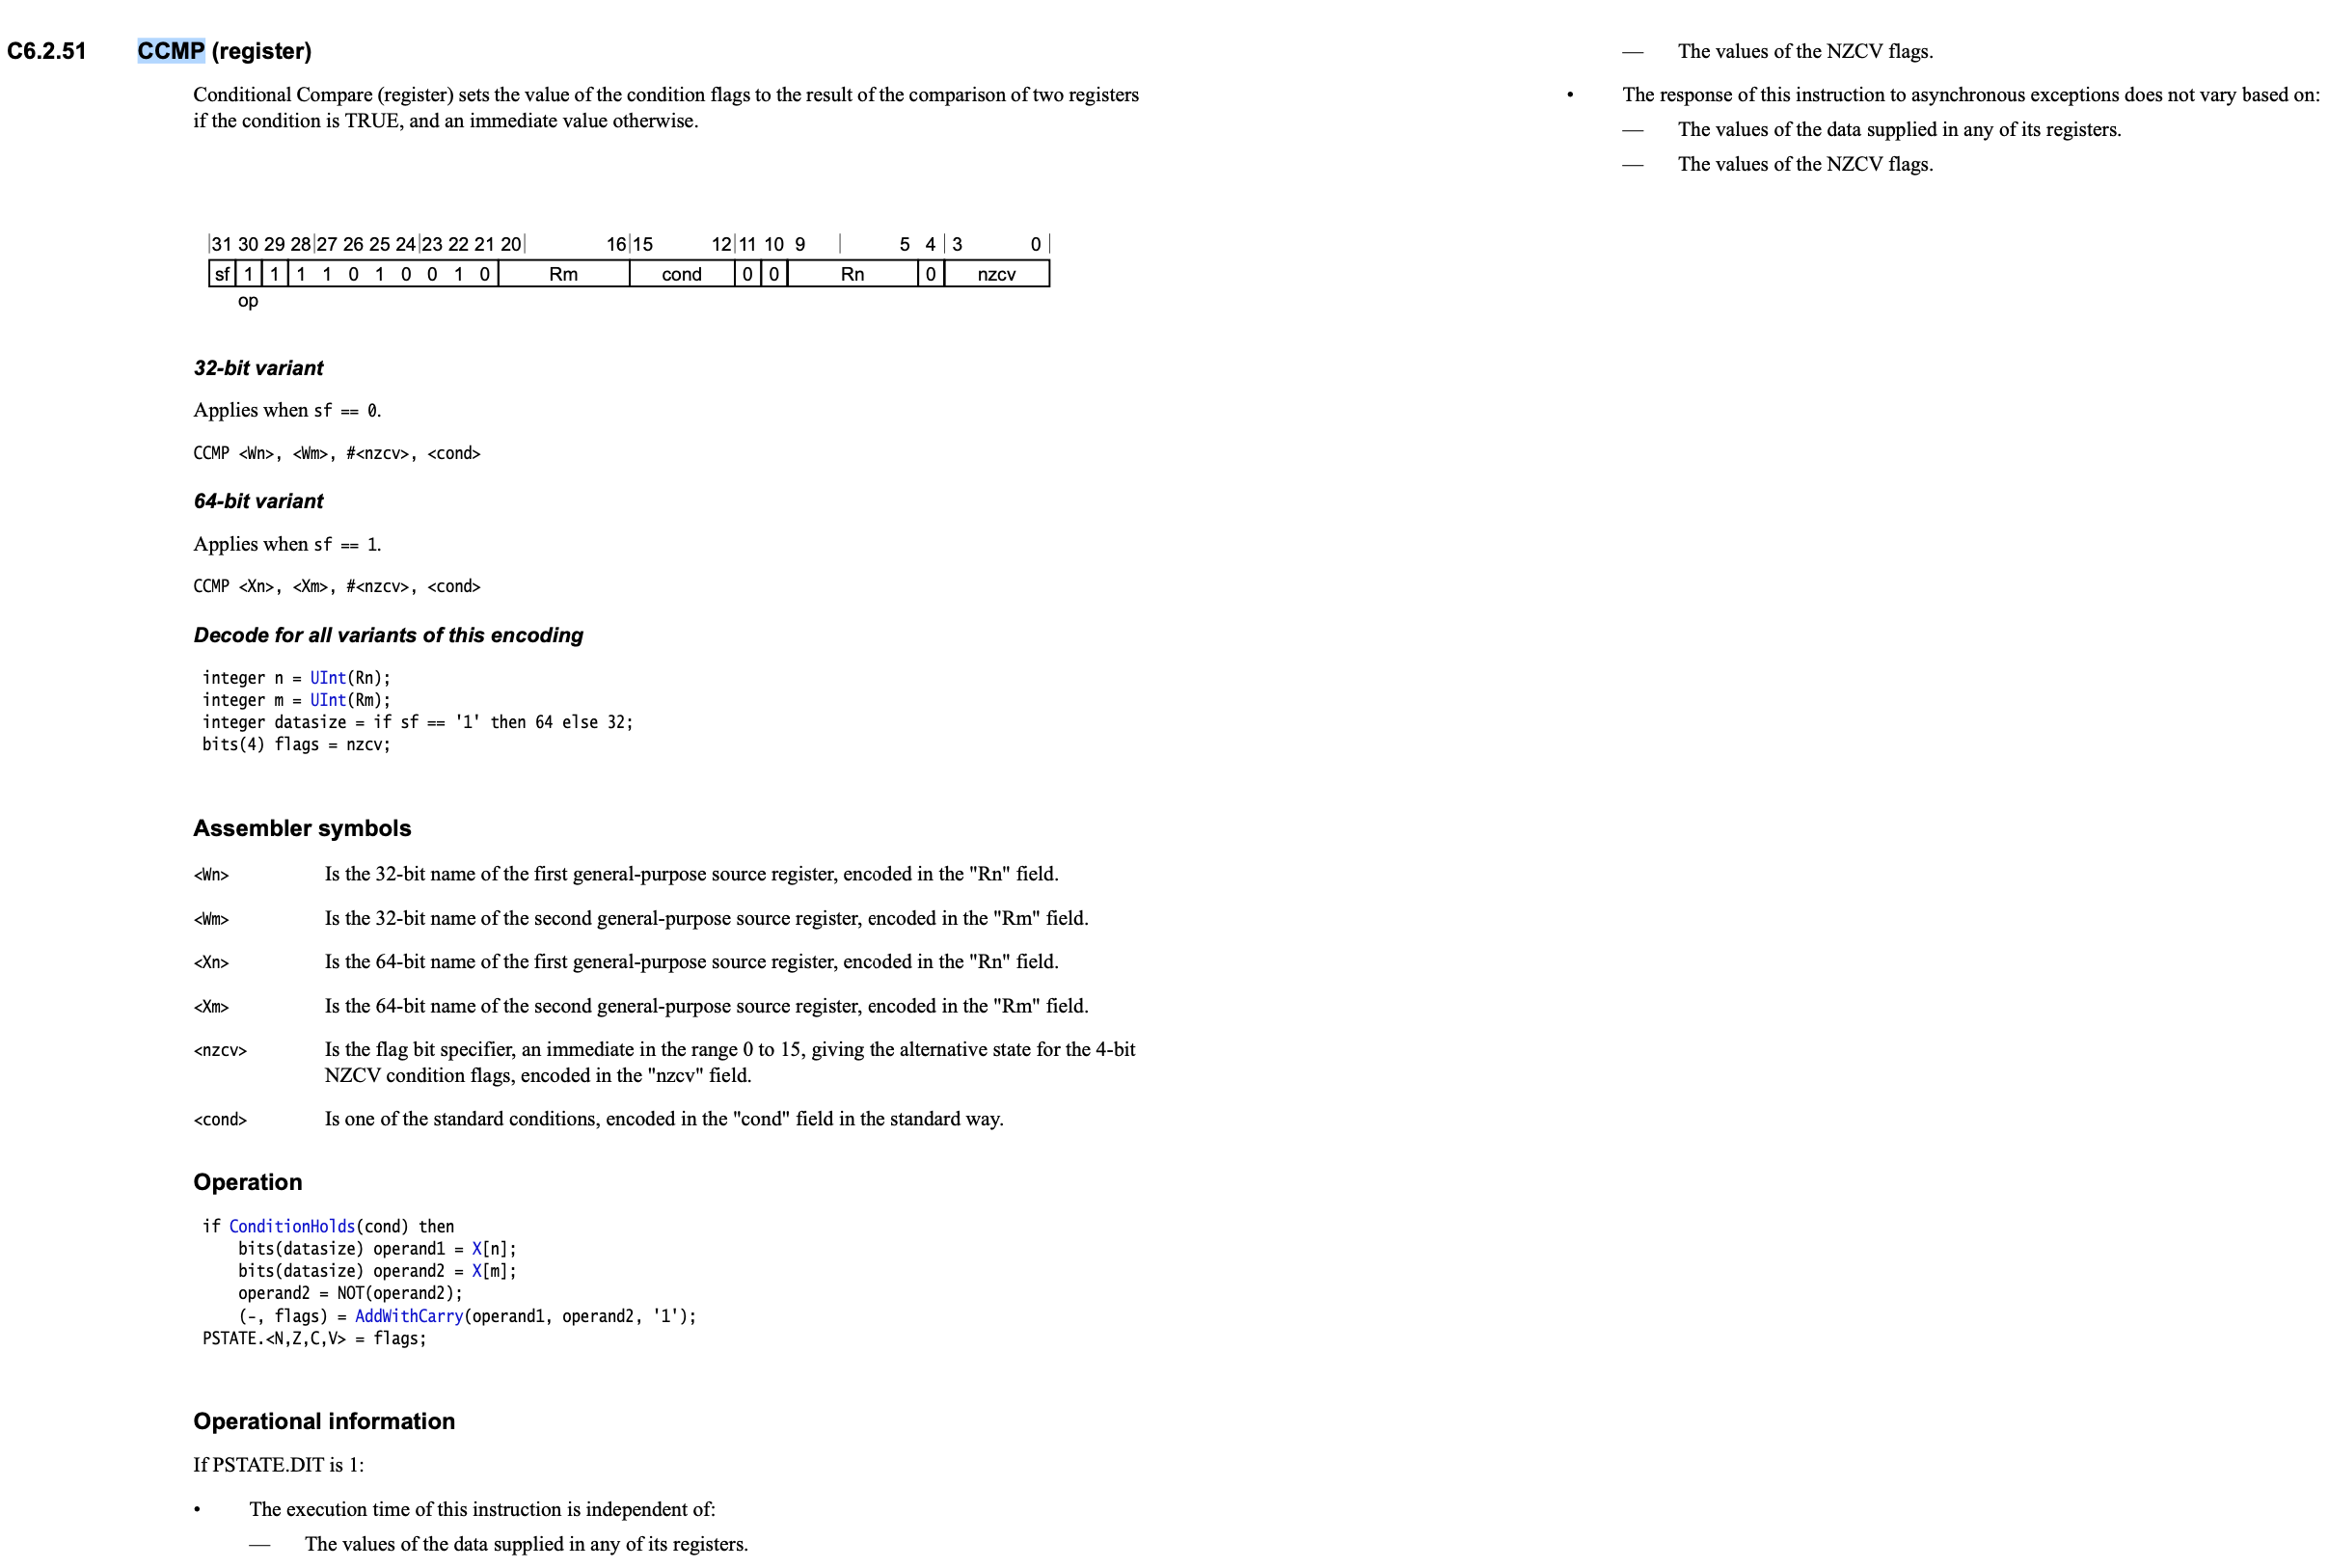 C6.2.51 CCMP (register)
Conditional Compare (register) sets the value of the condition flags to the result of the comparison of two registers
if the condition is TRUE, and an immediate value otherwise.
31 30 29 28 27 26 25 24 23 22 21 20 16 15 12 11 10 9 5 4 3 0
sf 1 1 1 1 0 1 0 0 1 0 Rm cond 0 0 Rn 0 nzcv
op
32-bit variant
Applies when sf == 0.
CCMP <Wn>, <Wm>, #<nzcv>, <cond>
64-bit variant
Applies when sf == 1.
CCMP <Xn>, <Xm>, #<nzcv>, <cond>
Decode for all variants of this encoding
integer n = UInt(Rn);
integer m = UInt(Rm);
integer datasize = if sf == '1' then 64 else 32;
bits(4) flags = nzcv;
Assembler symbols
<Wn> Is the 32-bit name of the first general-purpose source register, encoded in the "Rn" field.
<Wm> Is the 32-bit name of the second general-purpose source register, encoded in the "Rm" field.
<Xn> Is the 64-bit name of the first general-purpose source register, encoded in the "Rn" field.
<Xm> Is the 64-bit name of the second general-purpose source register, encoded in the "Rm" field.
<nzcv> Is the flag bit specifier, an immediate in the range 0 to 15, giving the alternative state for the 4-bit
NZCV condition flags, encoded in the "nzcv" field.
<cond> Is one of the standard conditions, encoded in the "cond" field in the standard way.
Operation
if ConditionHolds(cond) then
    bits(datasize) operand1 = X[n];
    bits(datasize) operand2 = X[m];
    operand2 = NOT(operand2);
    (-, flags) = AddWithCarry(operand1, operand2, '1');
PSTATE.<N,Z,C,V> = flags;
Operational information
If PSTATE.DIT is 1:
• The execution time of this instruction is independent of:
— The values of the data supplied in any of its registers.
— The values of the NZCV flags.
• The response of this instruction to asynchronous exceptions does not vary based on:
— The values of the data supplied in any of its registers.
— The values of the NZCV flags.